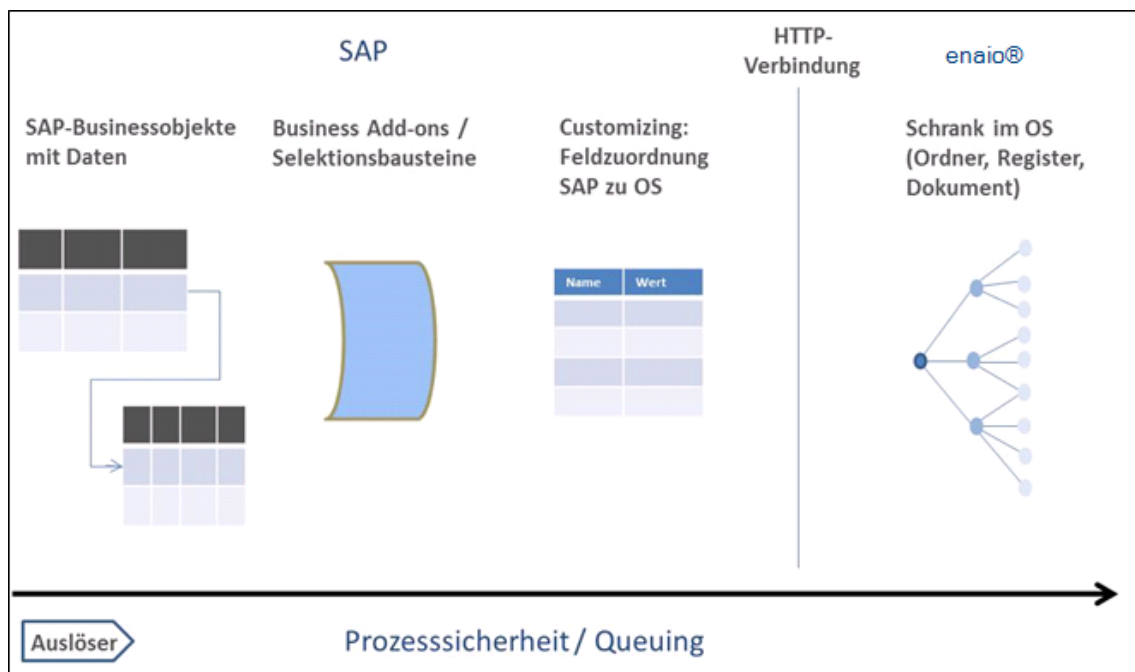 SAP
HTTP-
Verbindung
enaio®
SAP-Businessobjekte
mit Daten
Business Add-ons /
Selektionsbausteine
Customizing:
Feldzuordnung
SAP zu OS
Schrank im OS
(Ordner, Register,
Dokument)
Name Wert
Auslöser
Prozesssicherheit / Queuing